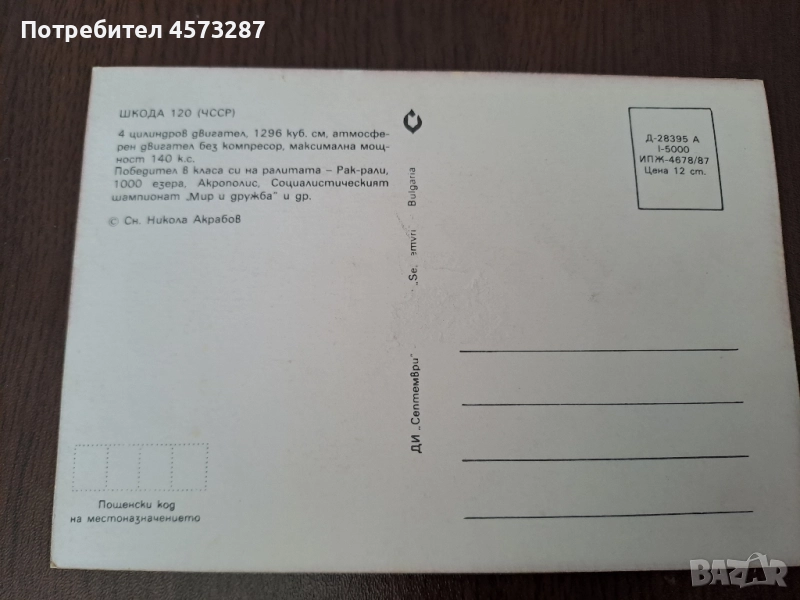 Потребител 4573287
ШКОДА 120 (ЧССР)
4 цилиндров двигател, 1296 куб. см, атмосфе-
рен двигател без компресор, максимална мощ-
ност 140 к.с.
Победител в класа си на ралитата – Рак-рали,
1000 езера, Акрополис, Социалистическият
шампионат „Мир и дружба" и др.
© Сн. Никола Акрабов
Пощенски код
на местоназначението
ДИ „Септември"
Bulgaria
Д-28395 А
I-5000
ИПЖ-4678/87
Цена 12 ст.
BAZAR